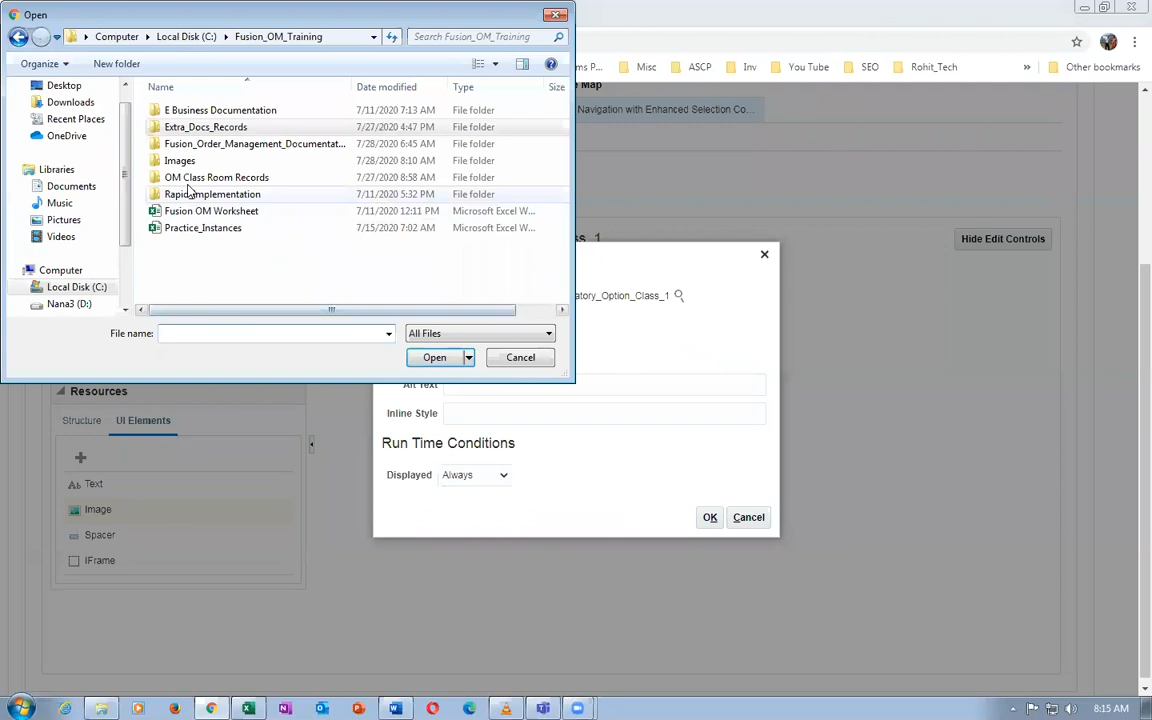 Open
Computer Local Disk (C:) Fusion_OM_Training
Search Fusion_OM_Training
Organize
New folder
Name Date modified Type Size
Desktop
Downloads
Recent Places
OneDrive
Libraries
Documents
Music
Pictures
Videos
Computer
Local Disk (C:)
Nana3 (D:)
E Business Documentation 7/11/2020 7:13 AM File folder
Extra_Docs_Records 7/27/2020 4:47 PM File folder
Fusion_Order_Management_Documentat... 7/28/2020 6:45 AM File folder
Images 7/28/2020 8:10 AM File folder
OM Class Room Records 7/27/2020 8:58 AM File folder
Rapid Implementation 7/11/2020 5:32 PM File folder
Fusion OM Worksheet 7/11/2020 12:11 PM Microsoft Excel W...
Practice_Instances 7/15/2020 7:02 AM Microsoft Excel W...
File name:
All Files
Open
Cancel
Misc
ASCP
Inv
You Tube
SEO
Rohit_Tech
»
Other bookmarks
Map
Navigation with Enhanced Selection Co...
Hide Edit Controls
atory_Option_Class_1
Alt Text
Inline Style
Run Time Conditions
Displayed Always
OK
Cancel
Resources
Structure
UI Elements
Text
Image
Spacer
IFrame
8:15 AM